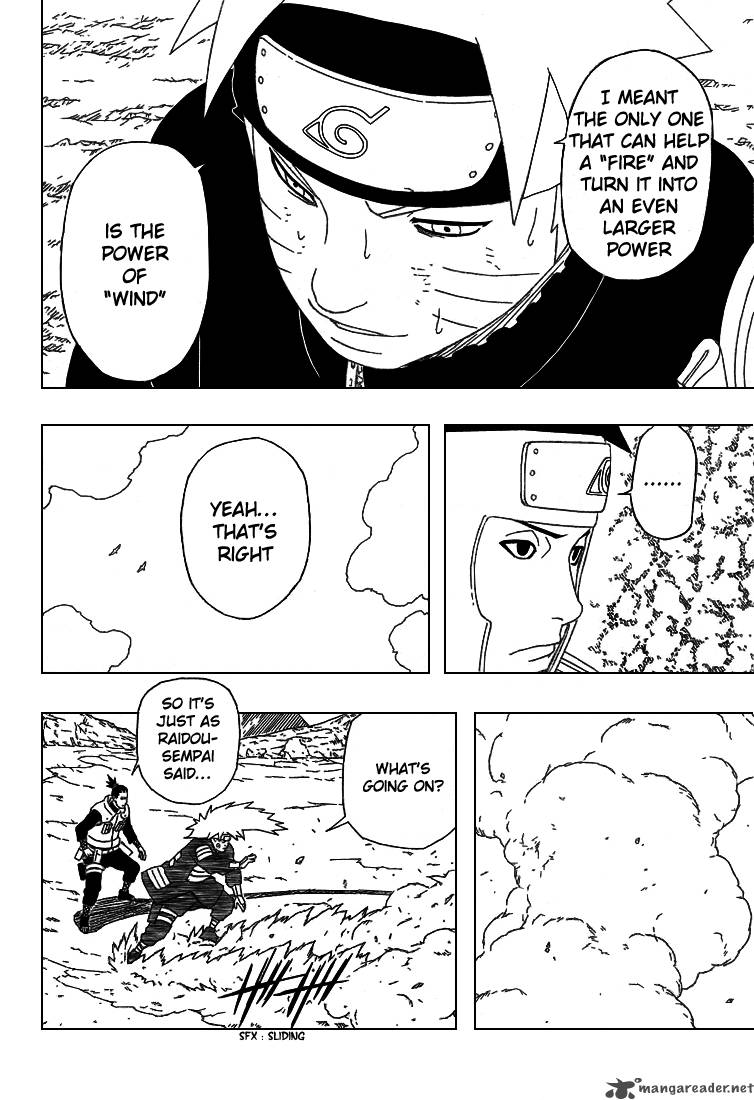 I MEANT
THE ONLY ONE
THAT CAN HELP
A "FIRE" AND
TURN IT INTO
AN EVEN
LARGER
POWER
IS THE
POWER
OF
"WIND"
......
YEAH...
THAT'S
RIGHT
WHAT'S
GOING ON?
SO IT'S
JUST AS
RAIDOU-
SEMPAI
SAID...
SFX : SLIDING
mangareader.net